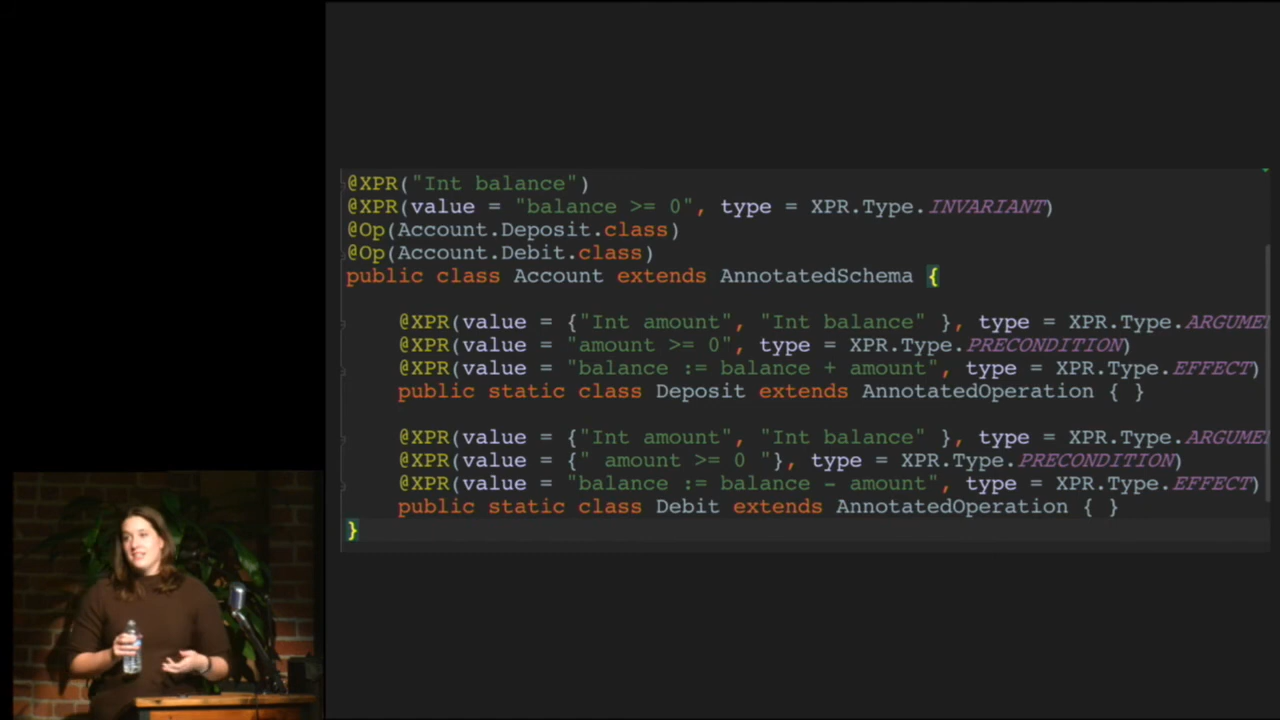 @XPR("Int balance")
@XPR(value = "balance >= 0", type = XPR.Type.INVARIANT)
@Op(Account.Deposit.class)
@Op(Account.Debit.class)
public class Account extends AnnotatedSchema {
@XPR(value = {"Int amount", "Int balance" }, type = XPR.Type.ARGUMEN
@XPR(value = "amount >= 0", type = XPR.Type.PRECONDITION)
@XPR(value = "balance := balance + amount", type = XPR.Type.EFFECT)
public static class Deposit extends AnnotatedOperation { }
@XPR(value = {"Int amount", "Int balance" }, type = XPR.Type.ARGUMEN
@XPR(value = {" amount >= 0 "}, type = XPR.Type.PRECONDITION)
@XPR(value = "balance := balance - amount", type = XPR.Type.EFFECT)
public static class Debit extends AnnotatedOperation { }
}